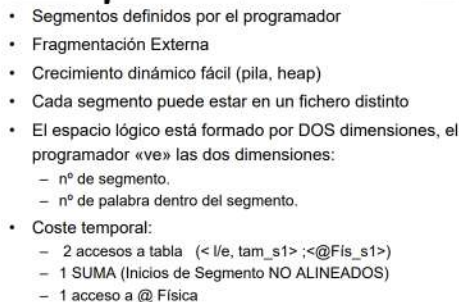 • Segmentos definidos por el programador
• Fragmentación Externa
• Crecimiento dinámico fácil (pila, heap)
• Cada segmento puede estar en un fichero distinto
• El espacio lógico está formado por DOS dimensiones, el
programador «ve» las dos dimensiones:
– nº de segmento.
– nº de palabra dentro del segmento.
• Coste temporal:
– 2 accesos a tabla (< l/e, tam_s1> ;<@Fís_s1>)
– 1 SUMA (Inicios de Segmento NO ALINEADOS)
– 1 acceso a @ Física